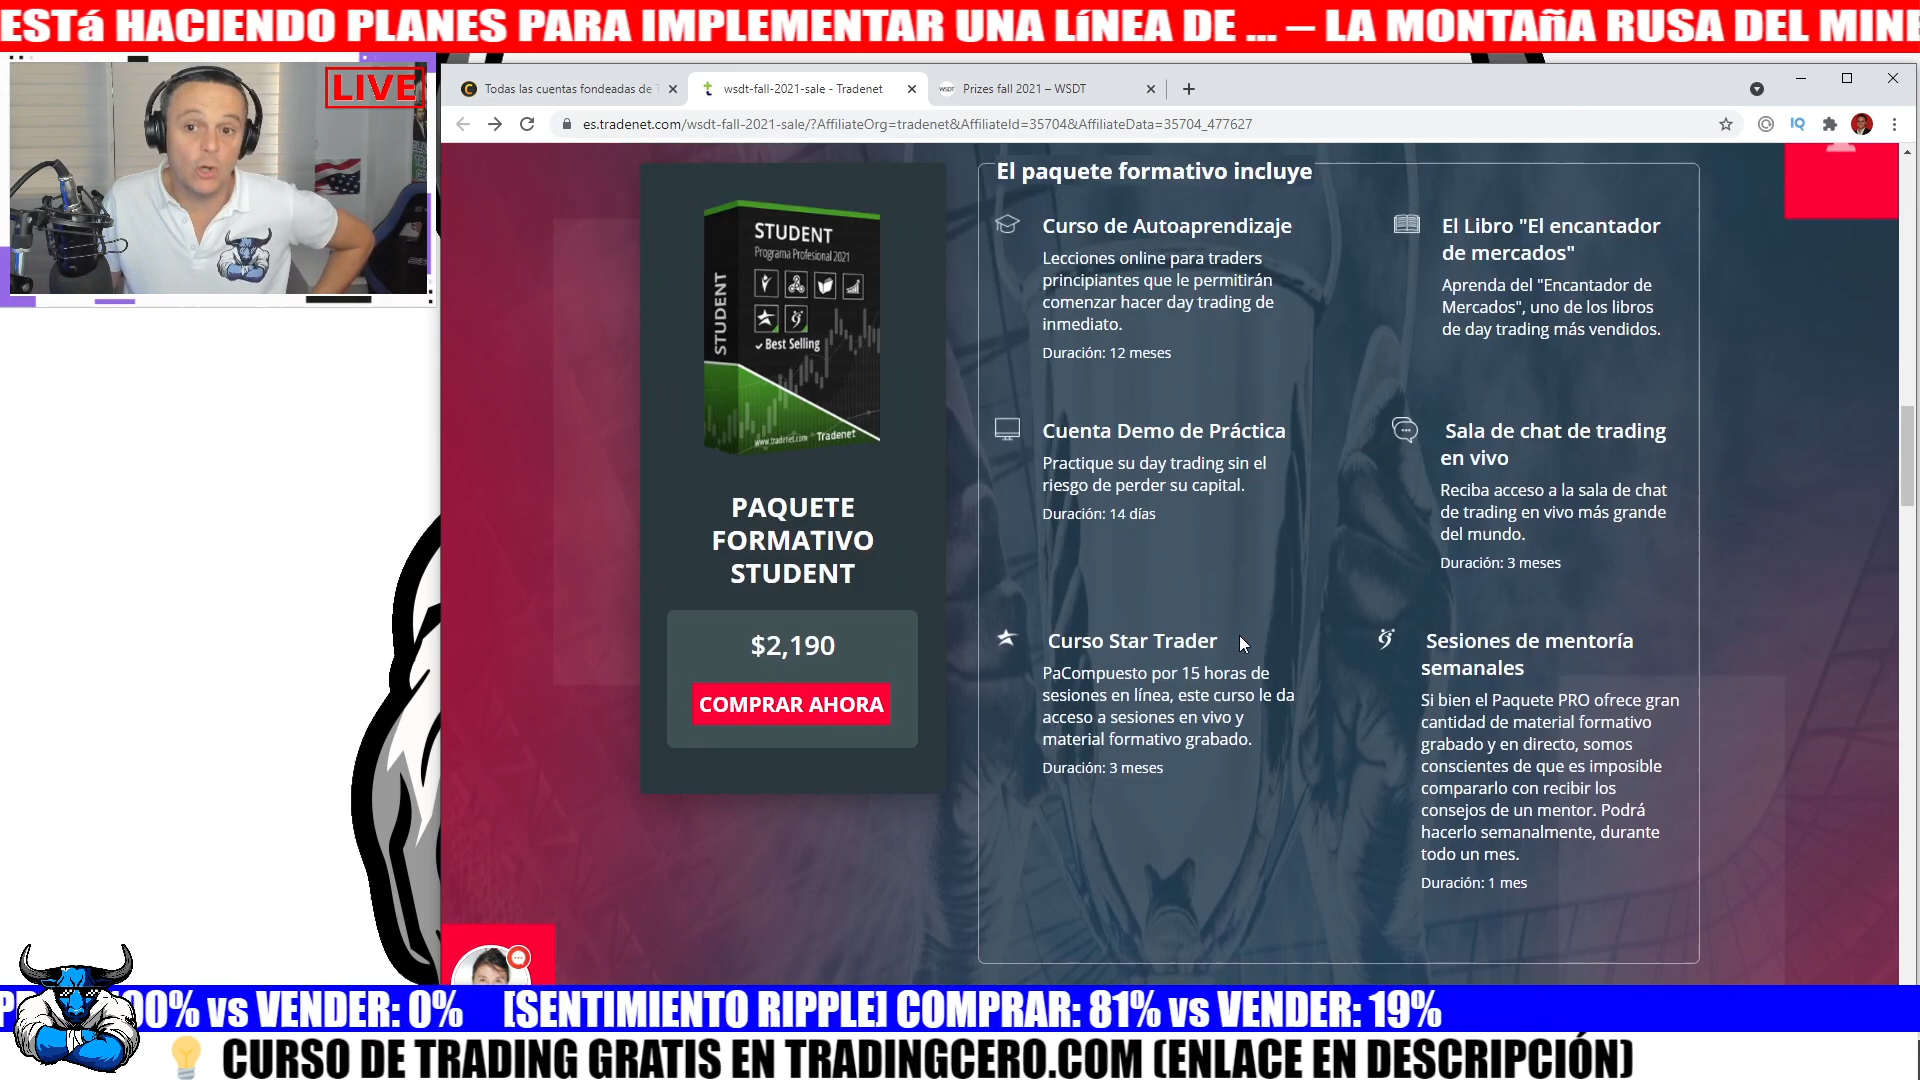 ESTá HACIENDO PLANES PARA IMPLEMENTAR UNA LíNEA DE ... – LA MONTAñA RUSA DEL MINE
LIVE
Todas las cuentas fondeadas de
wsdt-fall-2021-sale - Tradenet
WSDT
Prizes fall 2021 – WSDT
es.tradenet.com/wsdt-fall-2021-sale/?AffiliateOrg=tradenet&AffiliateId=35704&AffiliateData=35704_477627
IQ
STUDENT
Programa Profesional 2021
STUDENT
Best Selling
www.tradenet.com
Tradenet
PAQUETE
FORMATIVO
STUDENT
$2,190
COMPRAR AHORA
El paquete formativo incluye
Curso de Autoaprendizaje
Lecciones online para traders
principiantes que le permitirán
comenzar hacer day trading de
inmediato.
Duración: 12 meses
El Libro "El encantador
de mercados"
Aprenda del "Encantador de
Mercados", uno de los libros
de day trading más vendidos.
Cuenta Demo de Práctica
Practique su day trading sin el
riesgo de perder su capital.
Duración: 14 días
Sala de chat de trading
en vivo
Reciba acceso a la sala de chat
de trading en vivo más grande
del mundo.
Duración: 3 meses
Curso Star Trader
PaCompuesto por 15 horas de
sesiones en línea, este curso le da
acceso a sesiones en vivo y
material formativo grabado.
Duración: 3 meses
Sesiones de mentoría
semanales
Si bien el Paquete PRO ofrece gran
cantidad de material formativo
grabado y en directo, somos
conscientes de que es imposible
compararlo con recibir los
consejos de un mentor. Podrá
hacerlo semanalmente, durante
todo un mes.
Duración: 1 mes
00% vs VENDER: 0% [SENTIMIENTO RIPPLE] COMPRAR: 81% vs VENDER: 19%
CURSO DE TRADING GRATIS EN TRADINGCERO.COM (ENLACE EN DESCRIPCIÓN)